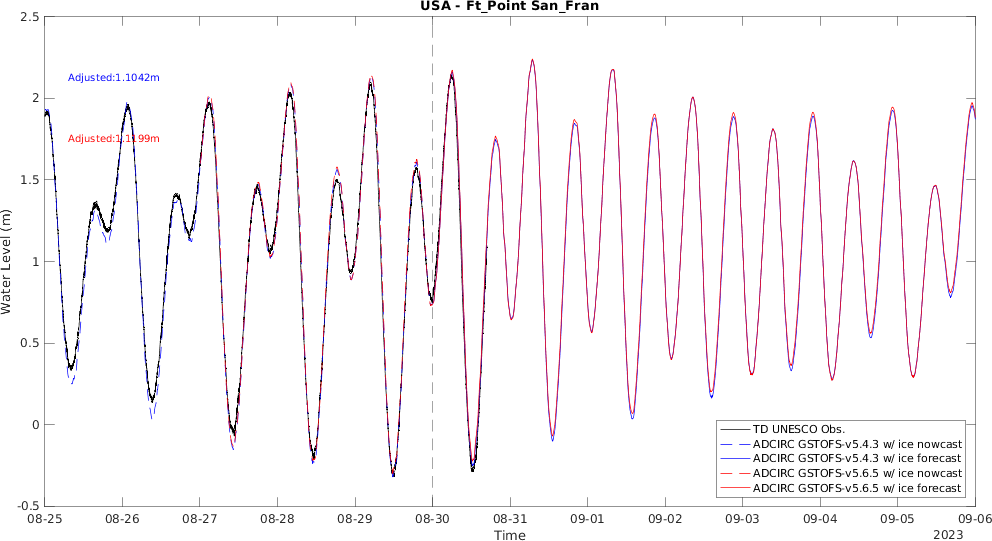 USA - Ft_Point San_Fran
2.5
2
1.5
1
0.5
0
-0.5
Water Level (m)
Adjusted:1.1042m
Adjusted:1.1199m
TD UNESCO Obs.
ADCIRC GSTOFS-v5.4.3 w/ ice nowcast
ADCIRC GSTOFS-v5.4.3 w/ ice forecast
ADCIRC GSTOFS-v5.6.5 w/ ice nowcast
ADCIRC GSTOFS-v5.6.5 w/ ice forecast
08-25 08-26 08-27 08-28 08-29 08-30 08-31 09-01 09-02 09-03 09-04 09-05 09-06
Time
2023